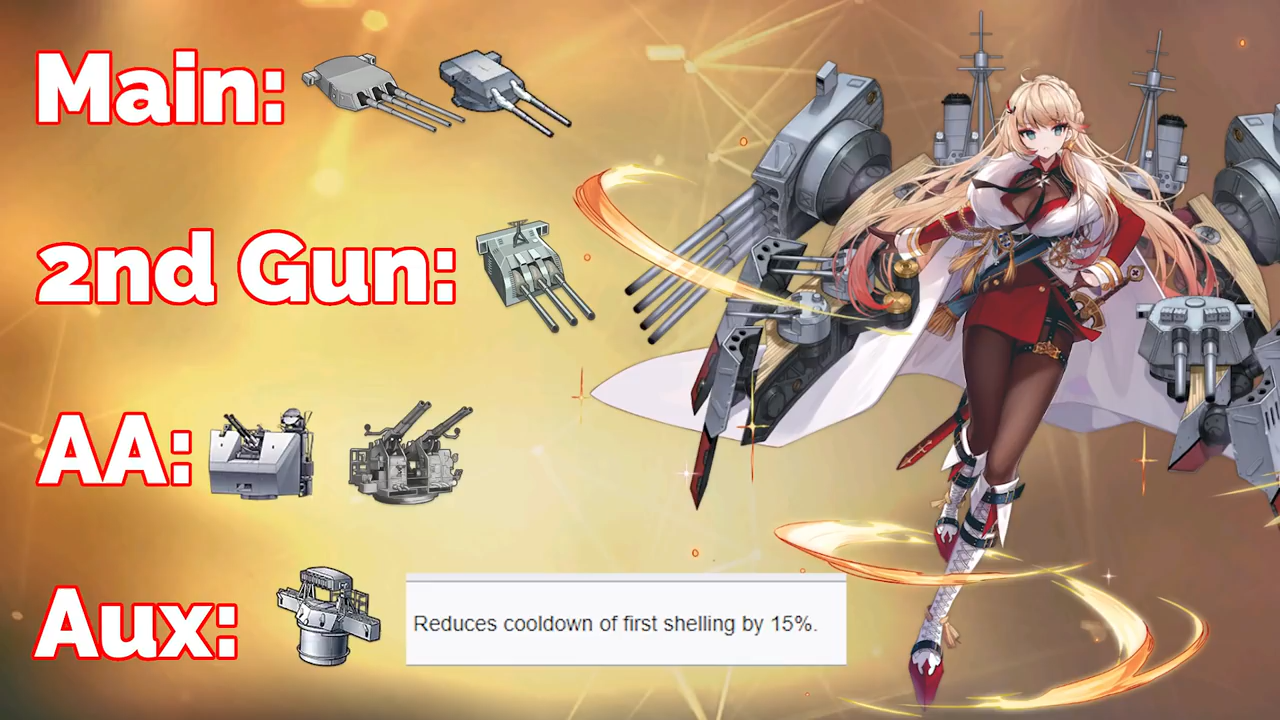 Main:
2nd Gun:
AA:
Aux:
Reduces cooldown of first shelling by 15%.